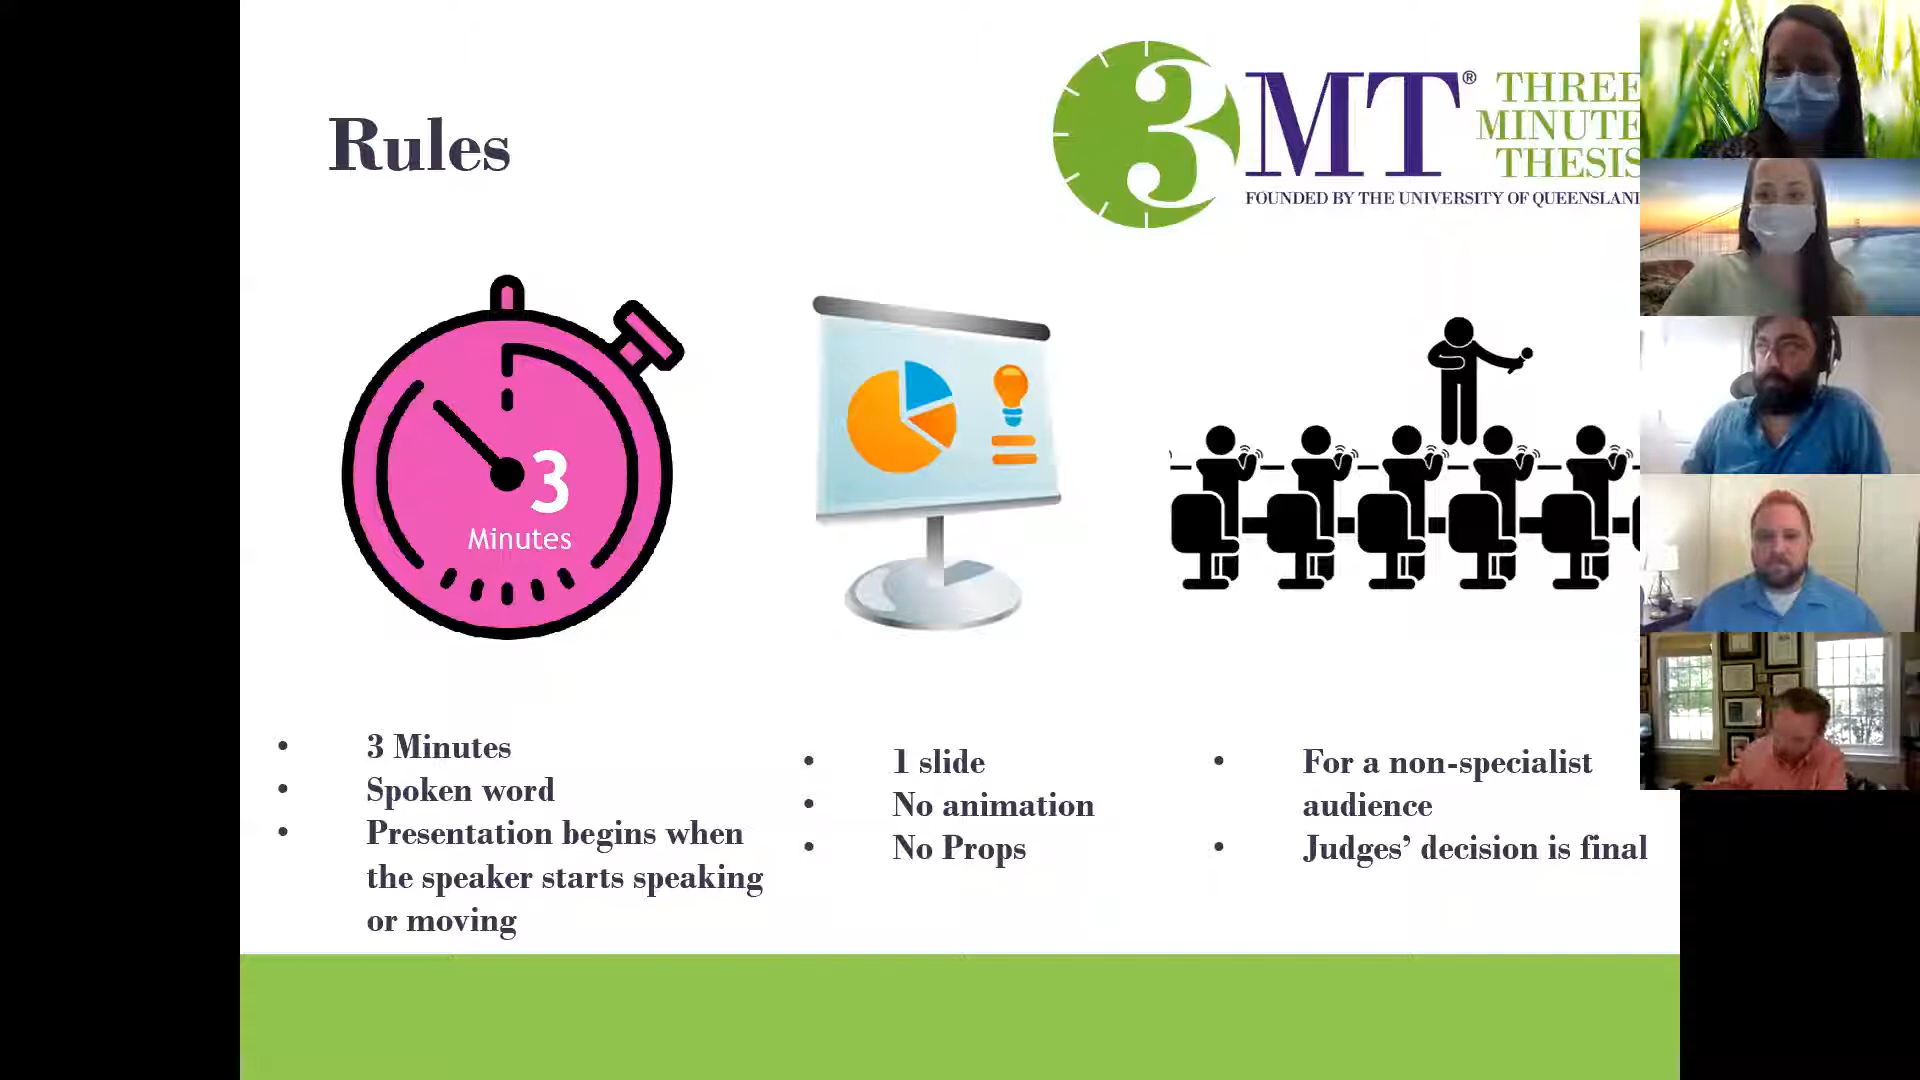 Rules
3MT® THREE
MINUTE
THESIS
FOUNDED BY THE UNIVERSITY OF QUEENSLAND
3
Minutes
• 3 Minutes
• Spoken word
• Presentation begins when
the speaker starts speaking
or moving
• 1 slide
• No animation
• No Props
• For a non-specialist
audience
• Judges’ decision is final